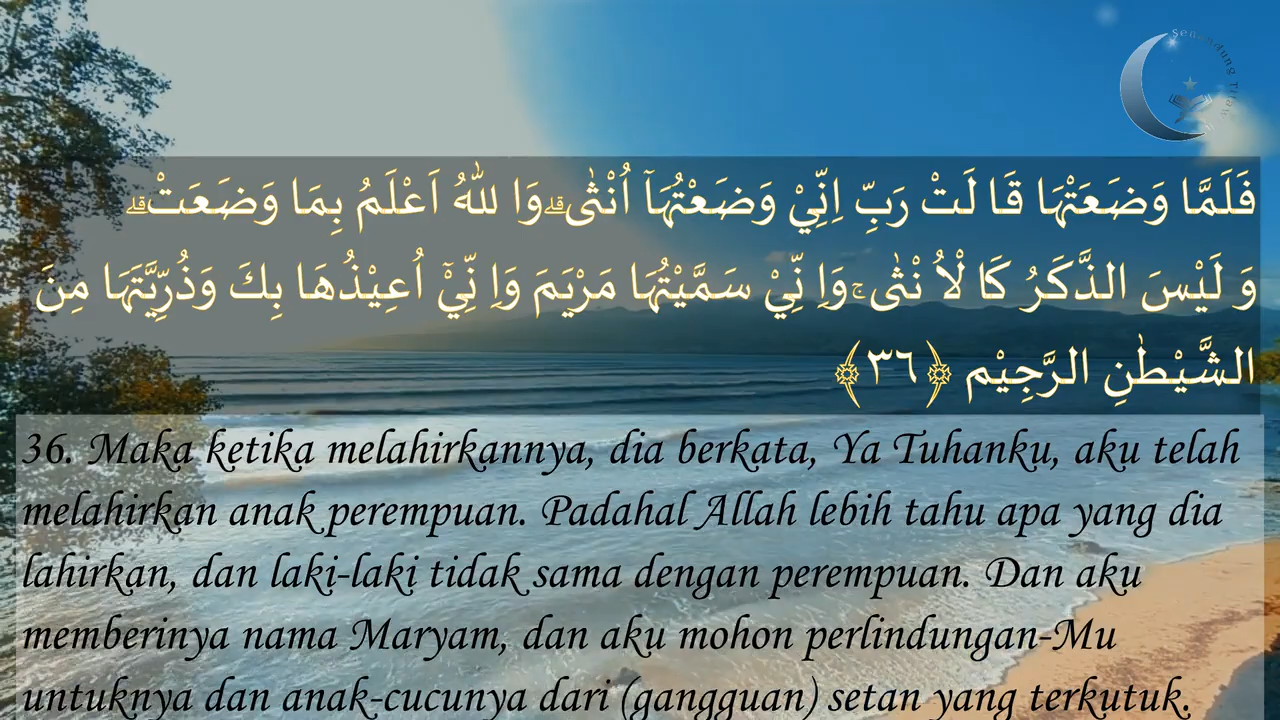 فَلَمَّا وَضَعَتْهَا قَا لَتْ رَبِّ اِنِّيْ وَضَعْتُهَاۤ اُنْثٰى ۗ وَا للّٰهُ اَعْلَمُ بِمَا وَضَعَتْ ۗ
وَ لَيْسَ الذَّكَرُ كَا لْاُ نْثٰى ۚ وَاِ نِّيْ سَمَّيْتُهَا مَرْيَمَ وَاِ نِّيْۤ اُعِيْذُهَا بِكَ وَذُرِّيَّتَهَا مِنَ
الشَّيْطٰنِ الرَّجِيْمِ ﴿٣٦﴾
36. Maka ketika melahirkannya, dia berkata, Ya Tuhanku, aku telah
melahirkan anak perempuan. Padahal Allah lebih tahu apa yang dia
lahirkan, dan laki-laki tidak sama dengan perempuan. Dan aku
memberinya nama Maryam, dan aku mohon perlindungan-Mu
untuknya dan anak-cucunya dari (gangguan) setan yang terkutuk.